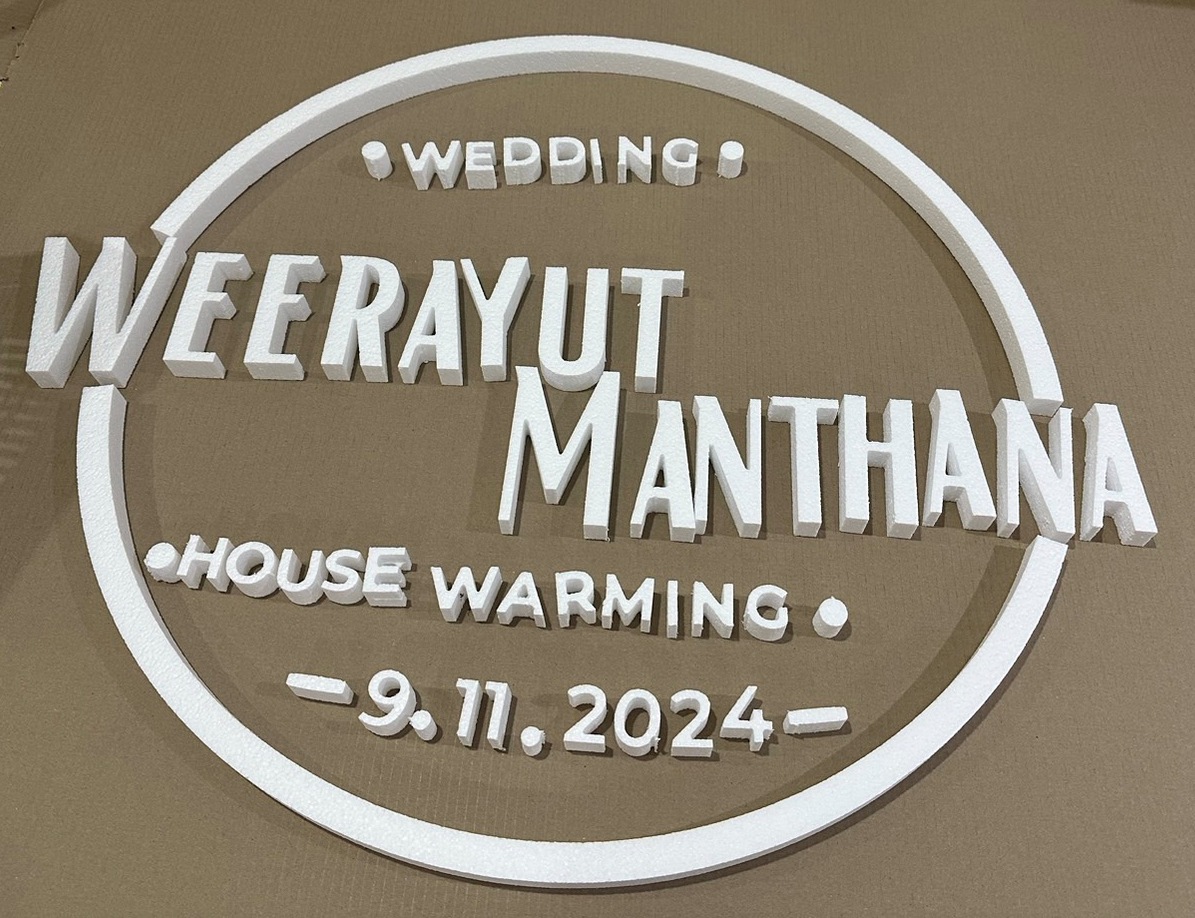 • WEDDING •
WEERAYUT
MANTHANA
• HOUSE WARMING •
- 9.11.2024 -